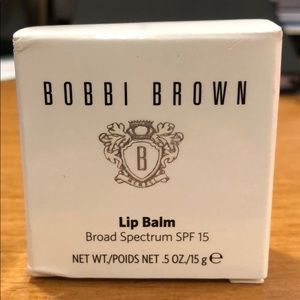 BOBBI BROWN
B
Lip Balm
Broad Spectrum SPF 15
NET WT./POIDS NET .5 OZ./15 g ℮